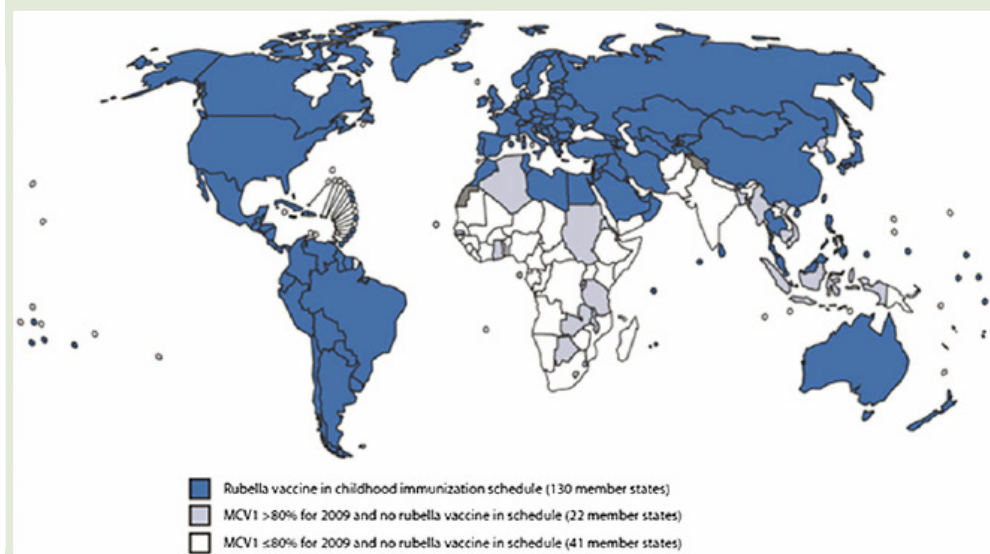 Rubella vaccine in childhood immunization schedule (130 member states)
MCV1 >80% for 2009 and no rubella vaccine in schedule (22 member states)
MCV1 ≤80% for 2009 and no rubella vaccine in schedule (41 member states)